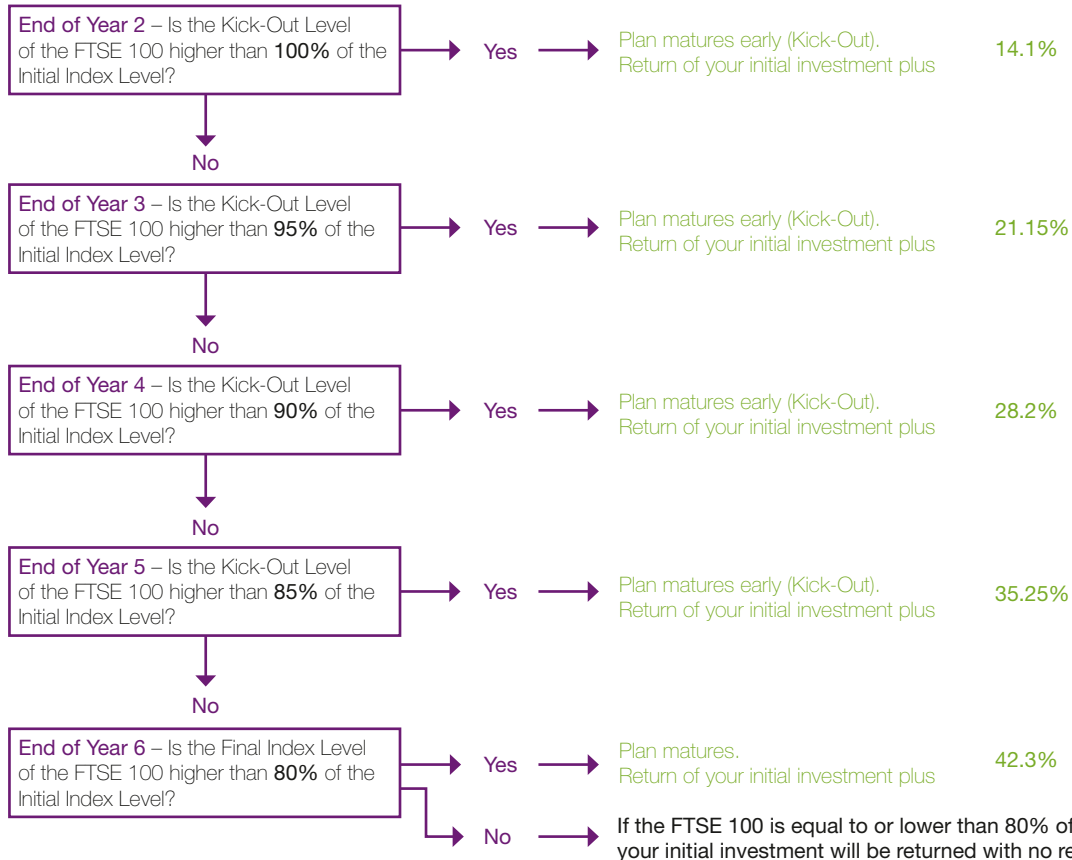 End of Year 2 – Is the Kick-Out Level
of the FTSE 100 higher than 100% of the
Initial Index Level?
Yes
Plan matures early (Kick-Out).
Return of your initial investment plus
14.1%
No
End of Year 3 – Is the Kick-Out Level
of the FTSE 100 higher than 95% of the
Initial Index Level?
Yes
Plan matures early (Kick-Out).
Return of your initial investment plus
21.15%
No
End of Year 4 – Is the Kick-Out Level
of the FTSE 100 higher than 90% of the
Initial Index Level?
Yes
Plan matures early (Kick-Out).
Return of your initial investment plus
28.2%
No
End of Year 5 – Is the Kick-Out Level
of the FTSE 100 higher than 85% of the
Initial Index Level?
Yes
Plan matures early (Kick-Out).
Return of your initial investment plus
35.25%
No
End of Year 6 – Is the Final Index Level
of the FTSE 100 higher than 80% of the
Initial Index Level?
Yes
Plan matures.
Return of your initial investment plus
42.3%
No
If the FTSE 100 is equal to or lower than 80% of
your initial investment will be returned with no re